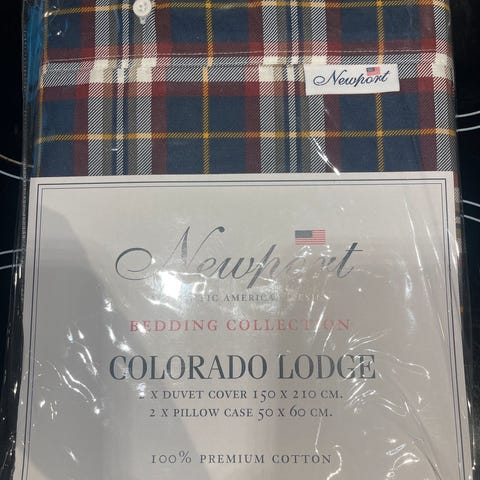 Newport
Newport
AMERICA
BEDDING COLLECTION
COLORADO LODGE
X DUVET COVER 150 X 210 CM.
2 X PILLOW CASE 50 X 60 CM.
100% PREMIUM COTTON